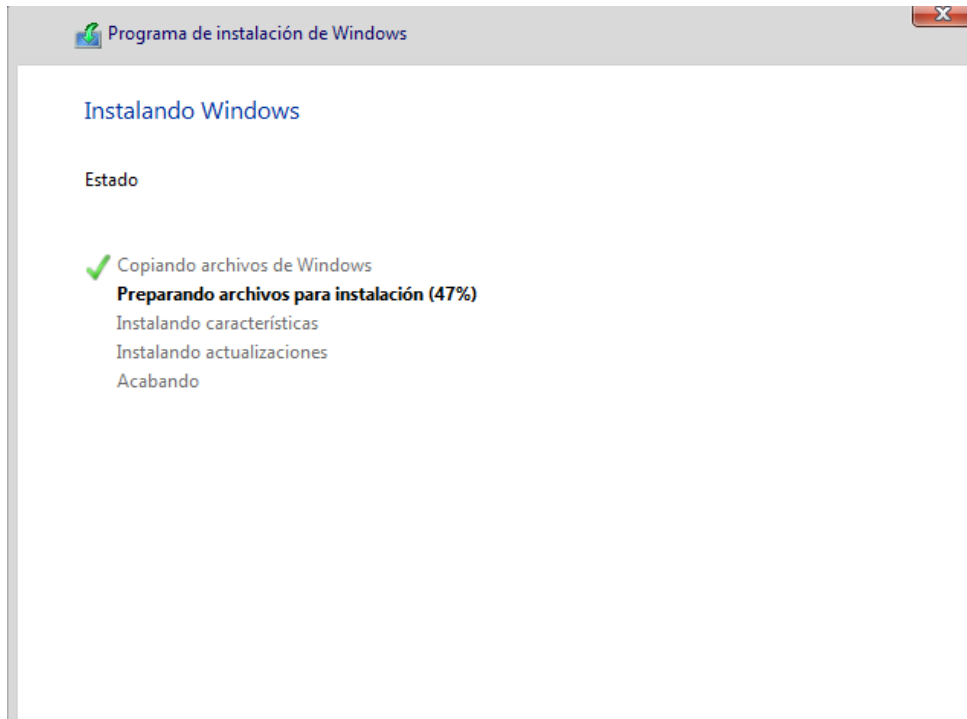 Programa de instalación de Windows
Instalando Windows
Estado
Copiando archivos de Windows
Preparando archivos para instalación (47%)
Instalando características
Instalando actualizaciones
Acabando